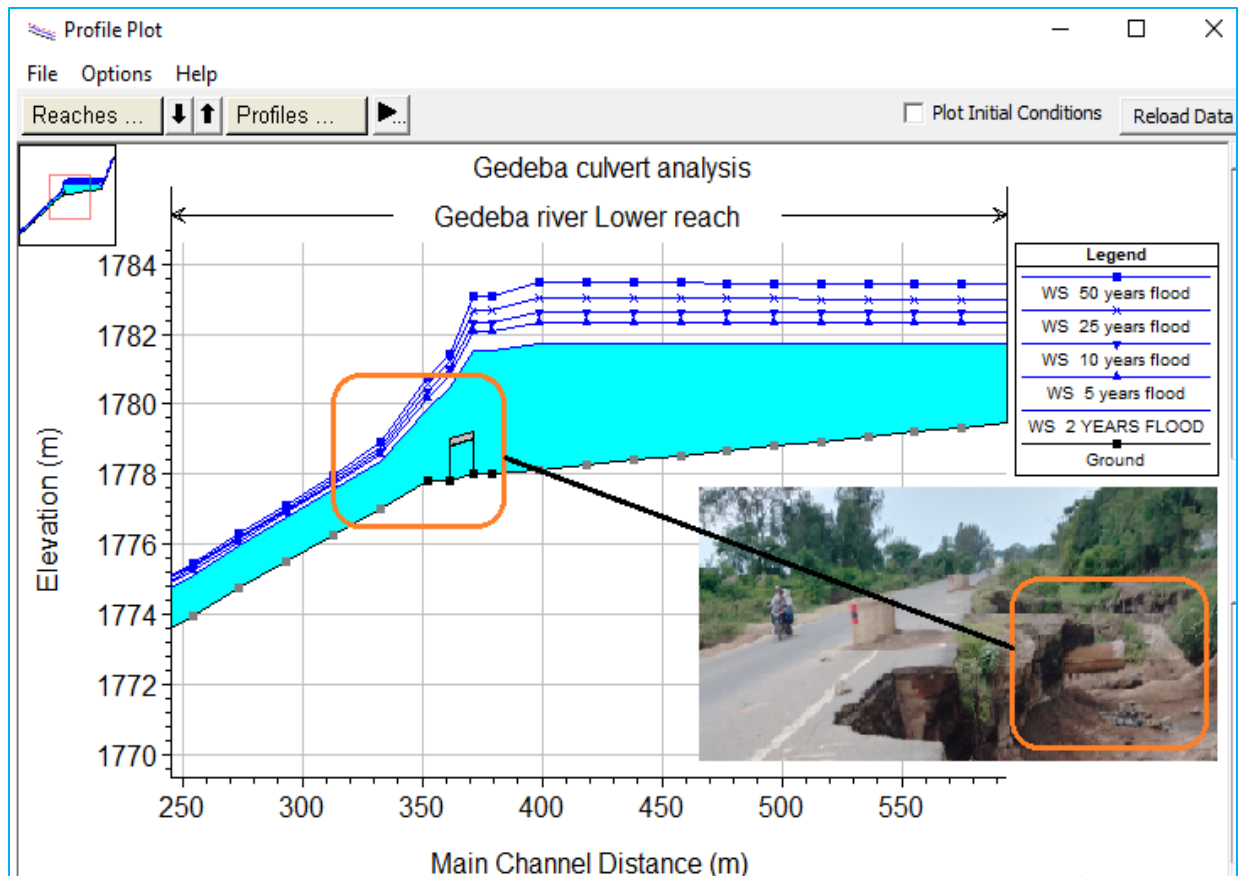 Profile Plot
File Options Help
Reaches ... Profiles ... Plot Initial Conditions Reload Data
Gedeba culvert analysis
Gedeba river Lower reach
Legend
WS 50 years flood
WS 25 years flood
WS 10 years flood
WS 5 years flood
WS 2 YEARS FLOOD
Ground
Elevation (m)
1784
1782
1780
1778
1776
1774
1772
1770
250 300 350 400 450 500 550
Main Channel Distance (m)